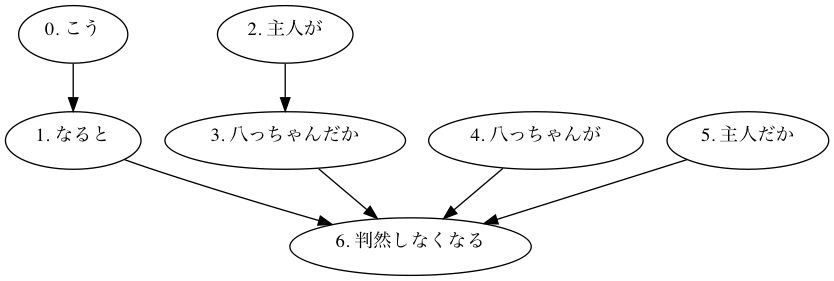 0. こう
2. 主人が
1. なると
3. 八っちゃんだか
4. 八っちゃんが
5. 主人だか
6. 判然しなくなる